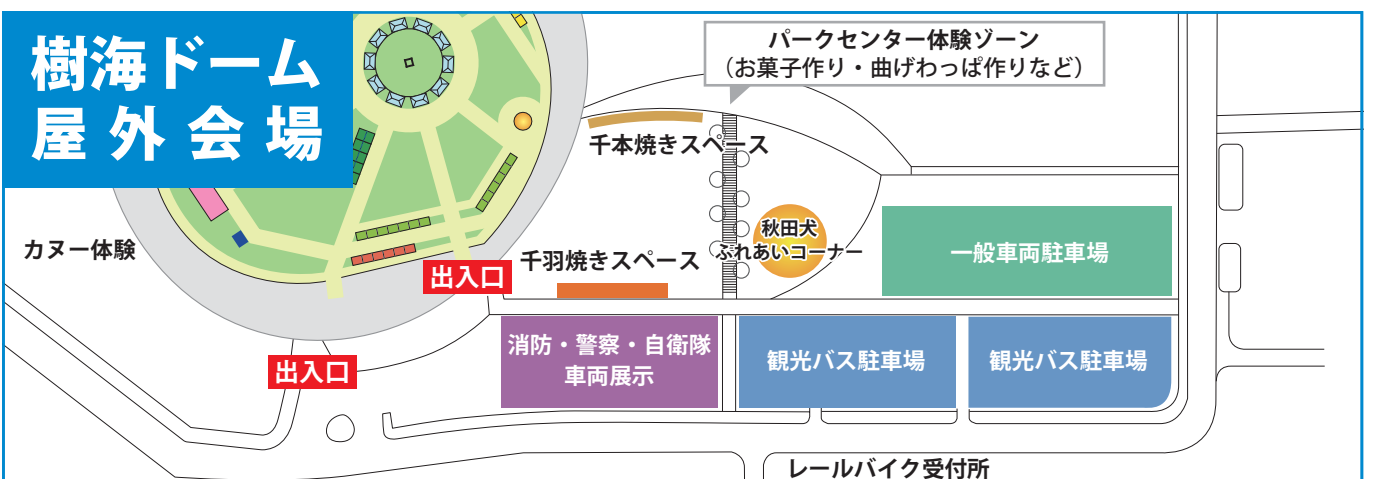 樹海ドーム
屋外会場
パークセンター体験ゾーン
（お菓子作り・曲げわっぱ作りなど）
千本焼きスペース
秋田犬
ふれあいコーナー
一般車両駐車場
カヌー体験
千羽焼きスペース
出入口
出入口
消防・警察・自衛隊
車両展示
観光バス駐車場
観光バス駐車場
レールバイク受付所